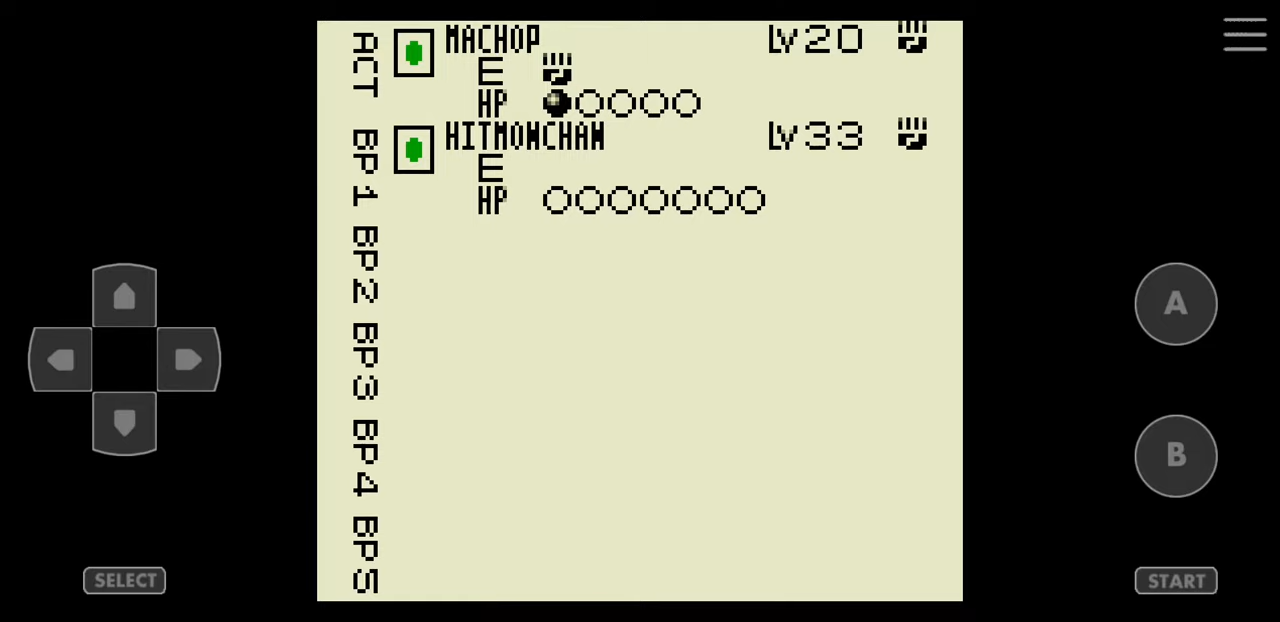 ACT MACHOP Lv20
E
HP
BP1 HITMONCHAN Lv33
E
HP
BP2
BP3
BP4
BP5
A
B
SELECT
START